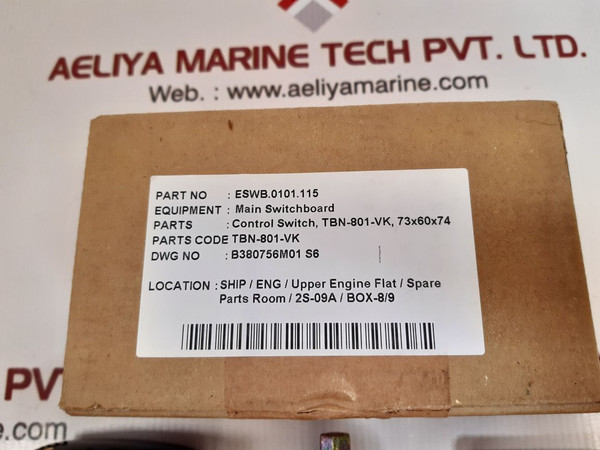 AELIYA MARINE TECH PVT. LTD.
Web. : www.aeliyamarine.com
PART NO : ESWB.0101.115
EQUIPMENT : Main Switchboard
PARTS : Control Switch, TBN-801-VK, 73x60x74
PARTS CODE TBN-801-VK
DWG NO : B380756M01 S6
LOCATION : SHIP / ENG / Upper Engine Flat / Spare
Parts Room / 2S-09A / BOX-8/9
PVT
e.com